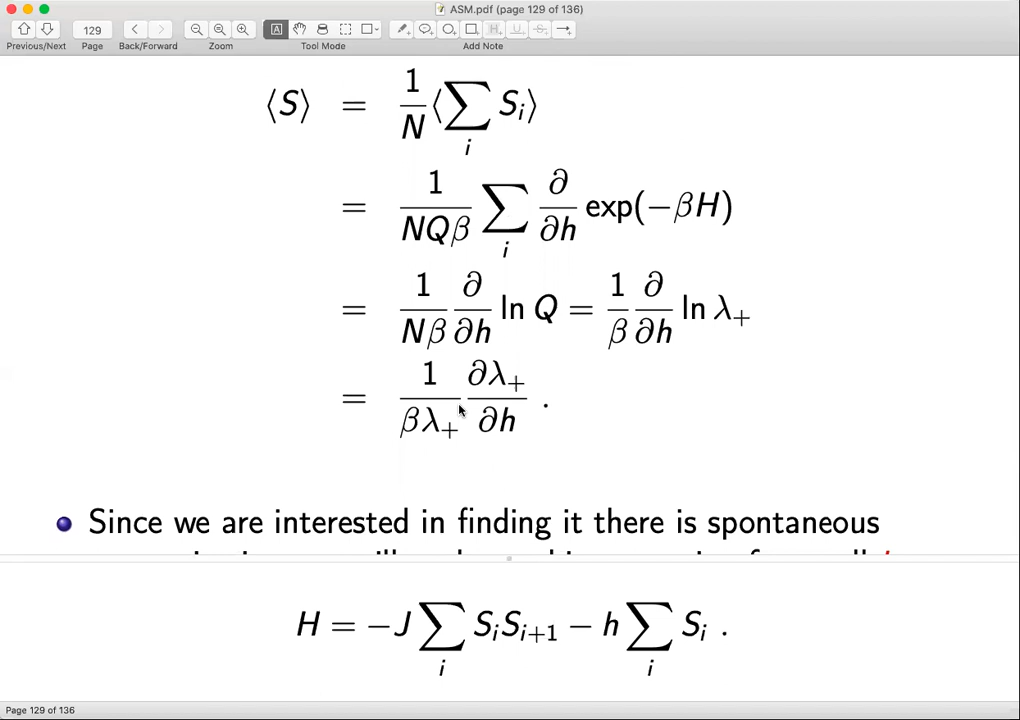 ASM.pdf (page 129 of 136)
129
Previous/Next Page Back/Forward Zoom Tool Mode Add Note
⟨S⟩ = 1/N ⟨∑_i S_i⟩
= 1/(NQβ) ∑_i ∂/∂h exp(−βH)
= 1/(Nβ) ∂/∂h ln Q = 1/β ∂/∂h ln λ₊
= 1/(βλ₊) ∂λ₊/∂h .
Since we are interested in finding it there is spontaneous
H = −J ∑_i S_i S_{i+1} − h ∑_i S_i .
Page 129 of 136